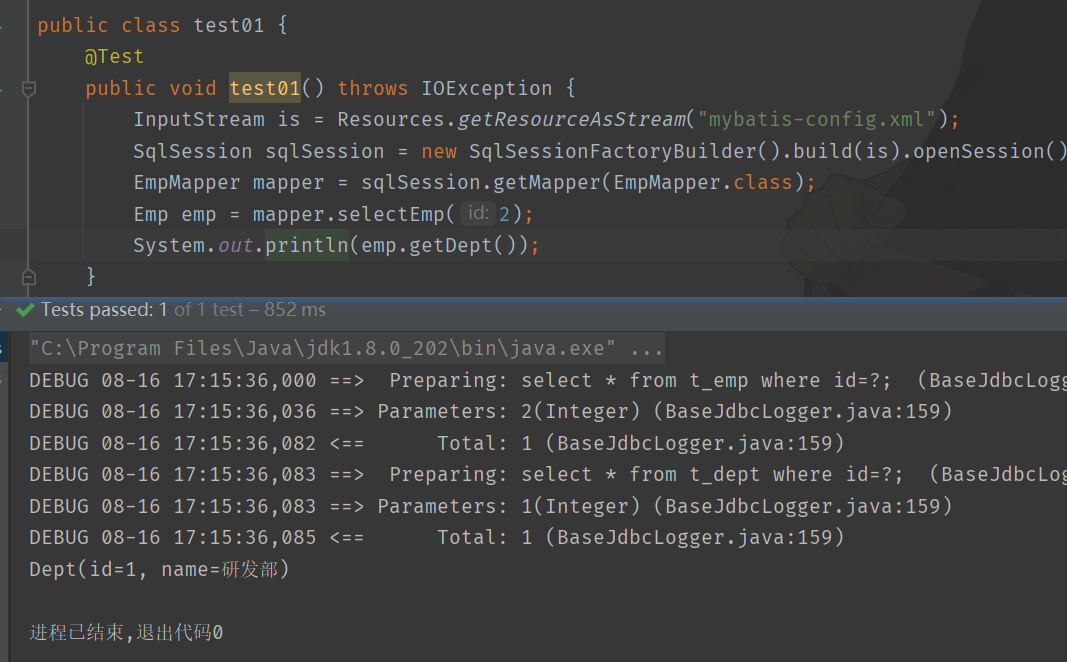 public class test01 {
@Test
public void test01() throws IOException {
InputStream is = Resources.getResourceAsStream("mybatis-config.xml");
SqlSession sqlSession = new SqlSessionFactoryBuilder().build(is).openSession()
EmpMapper mapper = sqlSession.getMapper(EmpMapper.class);
Emp emp = mapper.selectEmp( id: 2);
System.out.println(emp.getDept());
}
Tests passed: 1 of 1 test – 852 ms
"C:\Program Files\Java\jdk1.8.0_202\bin\java.exe" ...
DEBUG 08-16 17:15:36,000 ==>  Preparing: select * from t_emp where id=?;  (BaseJdbcLogg
DEBUG 08-16 17:15:36,036 ==> Parameters: 2(Integer) (BaseJdbcLogger.java:159)
DEBUG 08-16 17:15:36,082 <==      Total: 1 (BaseJdbcLogger.java:159)
DEBUG 08-16 17:15:36,083 ==>  Preparing: select * from t_dept where id=?;  (BaseJdbcLog
DEBUG 08-16 17:15:36,083 ==> Parameters: 1(Integer) (BaseJdbcLogger.java:159)
DEBUG 08-16 17:15:36,085 <==      Total: 1 (BaseJdbcLogger.java:159)
Dept(id=1, name=研发部)
进程已结束,退出代码0